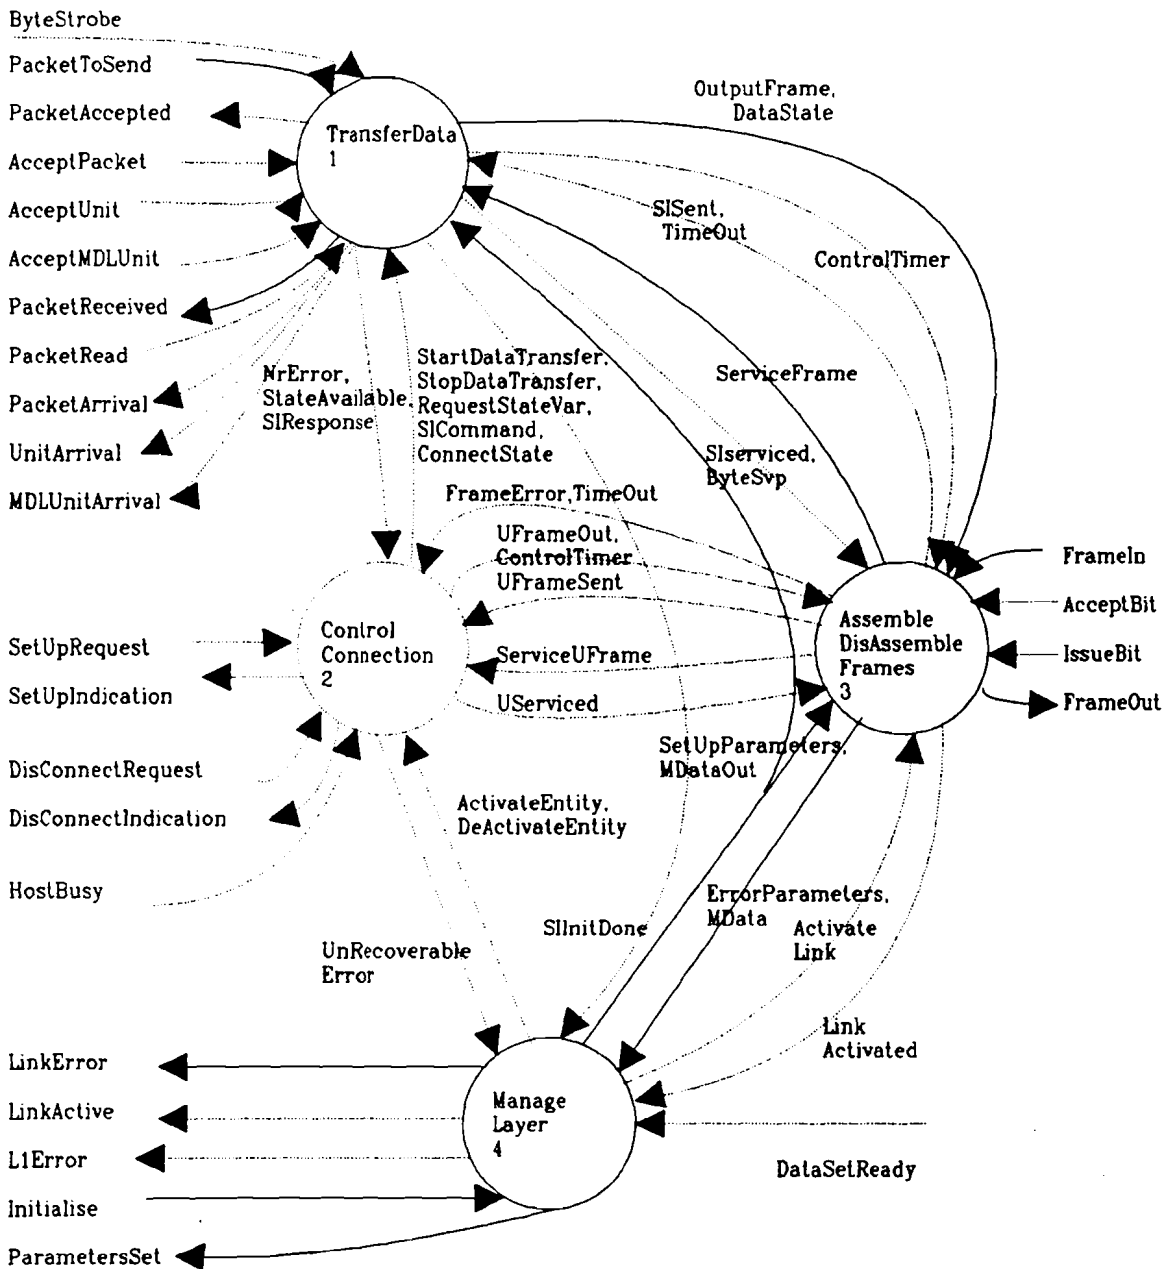 ByteStrobe
PacketToSend
PacketAccepted
AcceptPacket
AcceptUnit
AcceptMDLUnit
PacketReceived
PacketRead
PacketArrival
UnitArrival
MDLUnitArrival
TransferData
1
OutputFrame,
DataState
SISent,
TimeOut
ControlTimer
NrError,
StateAvailable,
SIResponse
StartDataTransfer,
StopDataTransfer,
RequestStateVar,
SICommand,
ConnectState
ServiceFrame
SIserviced,
ByteSvp
FrameError,TimeOut
UFrameOut,
ControlTimer
UFrameSent
ServiceUFrame
UServiced
Control
Connection
2
Assemble
DisAssemble
Frames
3
FrameIn
AcceptBit
IssueBit
FrameOut
SetUpRequest
SetUpIndication
DisConnectRequest
DisConnectIndication
HostBusy
SetUpParameters,
MDataOut
ActivateEntity,
DeActivateEntity
ErrorParameters,
MData
SIInitDone
Activate
Link
UnRecoverable
Error
Link
Activated
LinkError
LinkActive
L1Error
Initialise
ParametersSet
Manage
Layer
4
DataSetReady